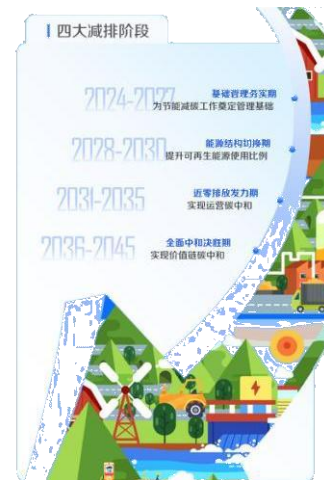 四大减排阶段
2024-2027
基础管理夯实期
为节能减碳工作奠定管理基础
2028-2030
能源结构切换期
提升可再生能源使用比例
2031-2035
近零排放发力期
实现运营碳中和
2036-2045
全面中和决胜期
实现价值链碳中和